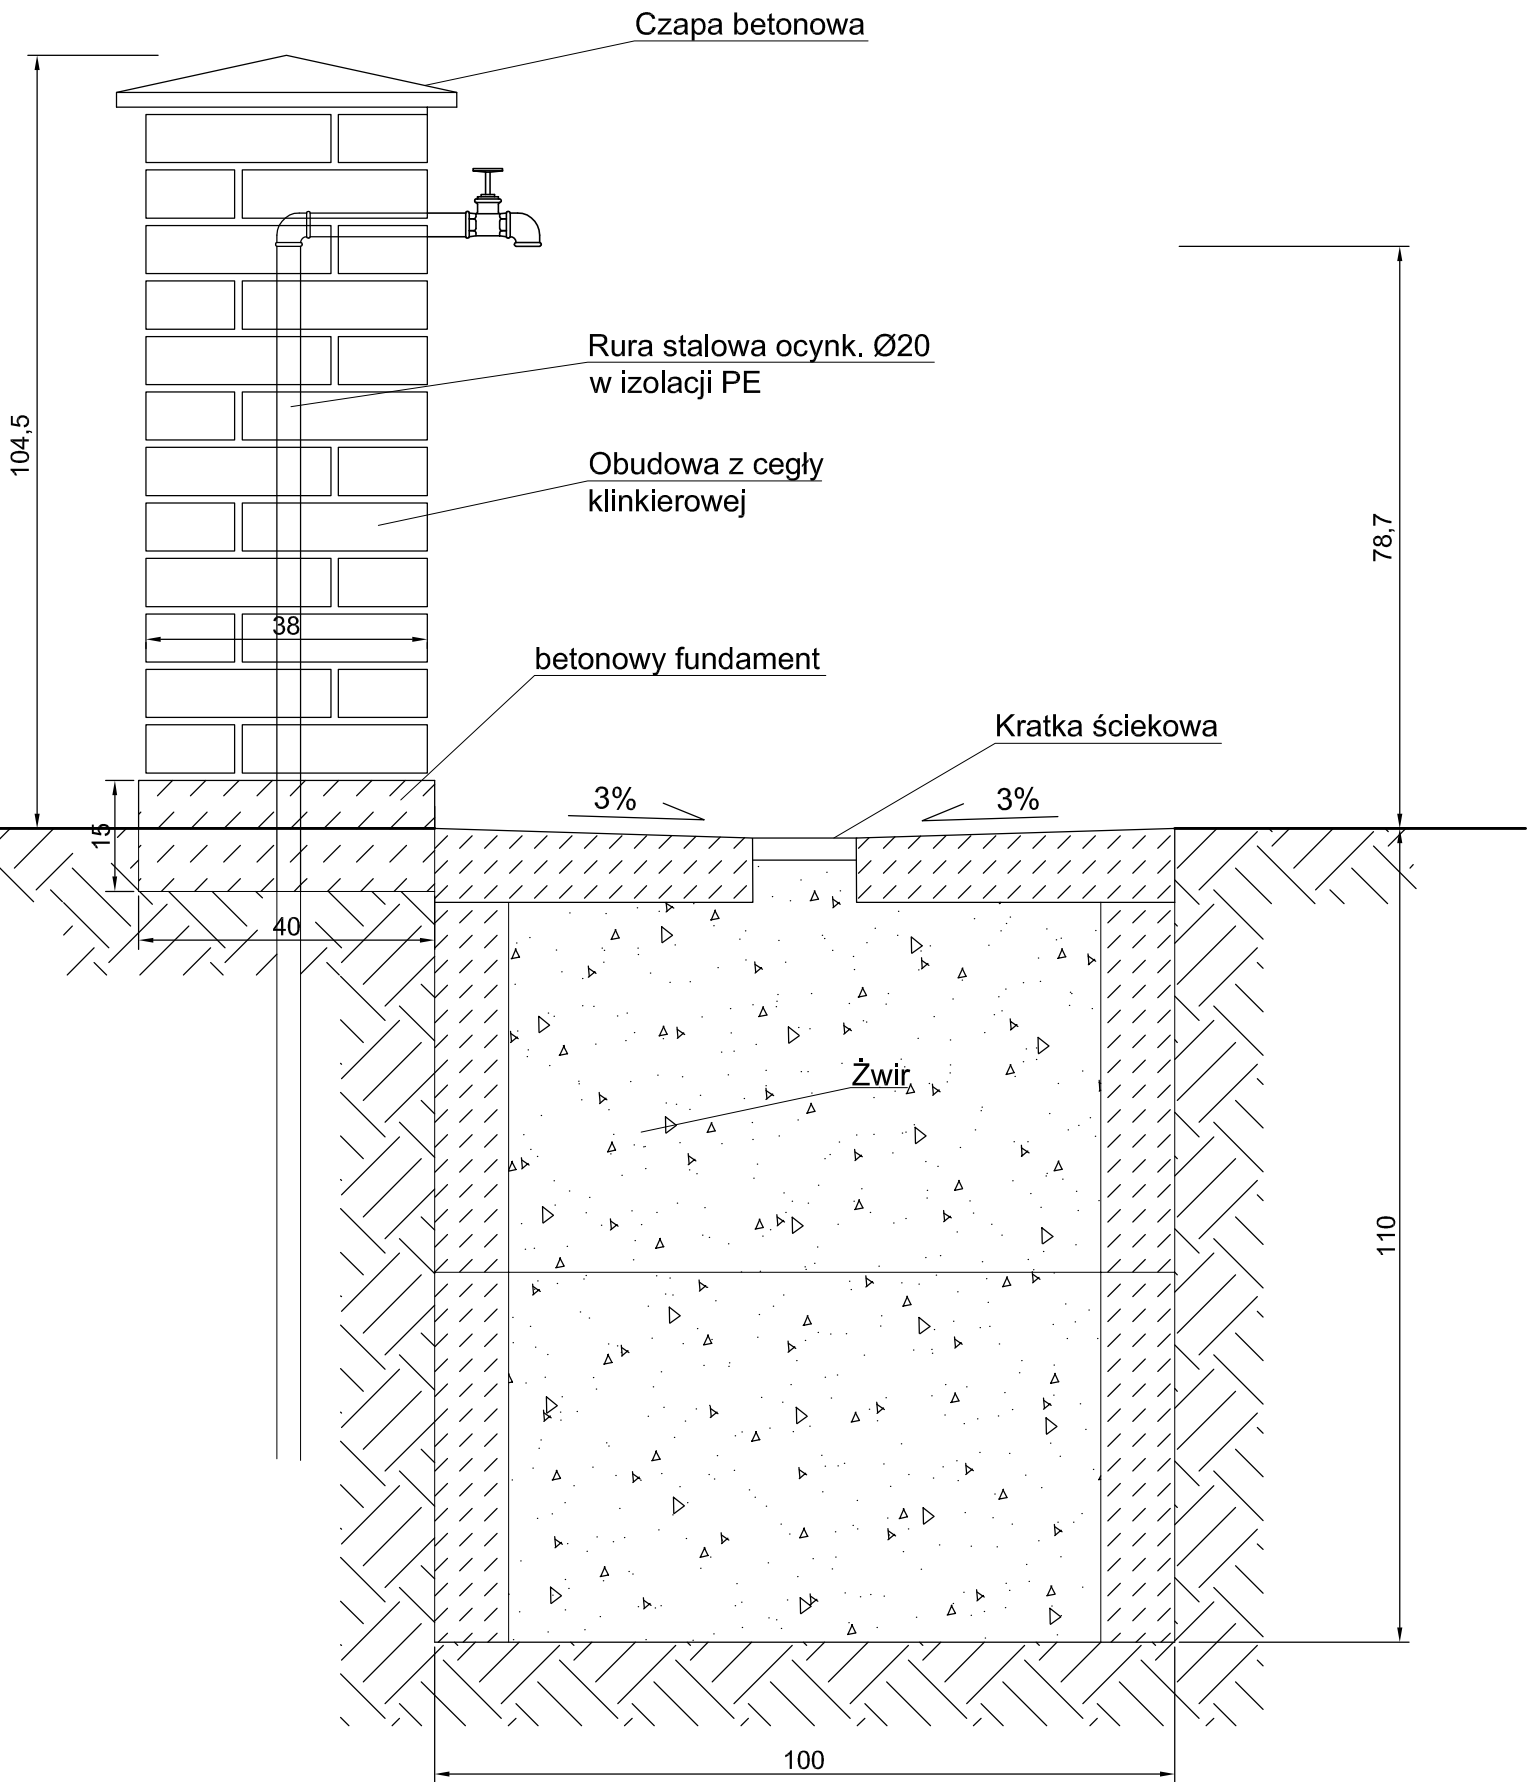 Czapa betonowa
Rura stalowa ocynk. Ø20
w izolacji PE
104,5
Obudowa z cegły
klinkierowej
78,7
38
betonowy fundament
Kratka ściekowa
3%
3%
15
40
Żwir
110
100